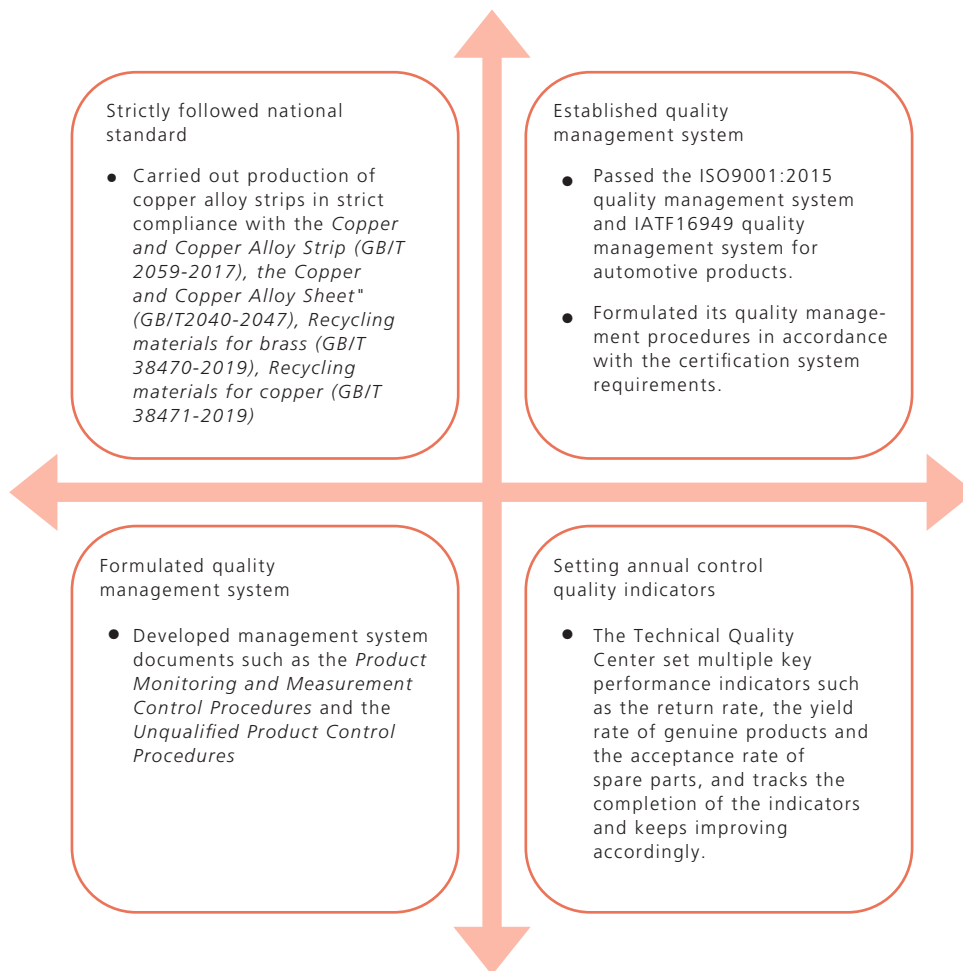 Strictly followed national
standard
● Carried out production of
copper alloy strips in strict
compliance with the Copper
and Copper Alloy Strip (GB/T
2059-2017), the Copper
and Copper Alloy Sheet"
(GB/T2040-2047), Recycling
materials for brass (GB/T
38470-2019), Recycling
materials for copper (GB/T
38471-2019)
Established quality
management system
● Passed the ISO9001:2015
quality management system
and IATF16949 quality
management system for
automotive products.
● Formulated its quality manage-
ment procedures in accordance
with the certification system
requirements.
Formulated quality
management system
● Developed management system
documents such as the Product
Monitoring and Measurement
Control Procedures and the
Unqualified Product Control
Procedures
Setting annual control
quality indicators
● The Technical Quality
Center set multiple key
performance indicators such
as the return rate, the yield
rate of genuine products and
the acceptance rate of
spare parts, and tracks the
completion of the indicators
and keeps improving
accordingly.